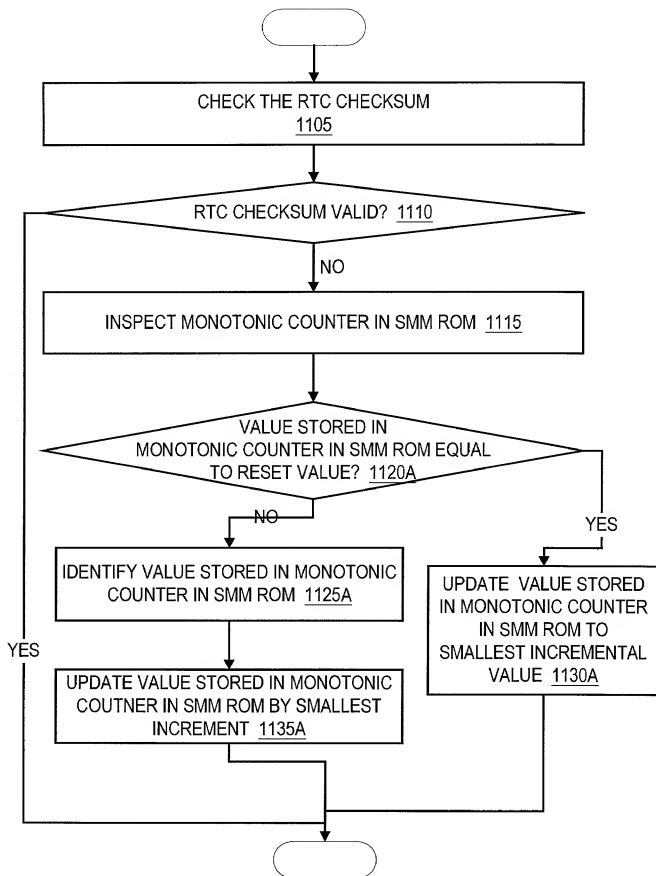 CHECK THE RTC CHECKSUM
1105
RTC CHECKSUM VALID? 1110
NO
INSPECT MONOTONIC COUNTER IN SMM ROM 1115
VALUE STORED IN
MONOTONIC COUNTER IN SMM ROM EQUAL
TO RESET VALUE? 1120A
NO
YES
IDENTIFY VALUE STORED IN MONOTONIC
COUNTER IN SMM ROM 1125A
UPDATE VALUE STORED
IN MONOTONIC COUNTER
IN SMM ROM TO
SMALLEST INCREMENTAL
VALUE 1130A
YES
UPDATE VALUE STORED IN MONOTONIC
COUTNER IN SMM ROM BY SMALLEST
INCREMENT 1135A